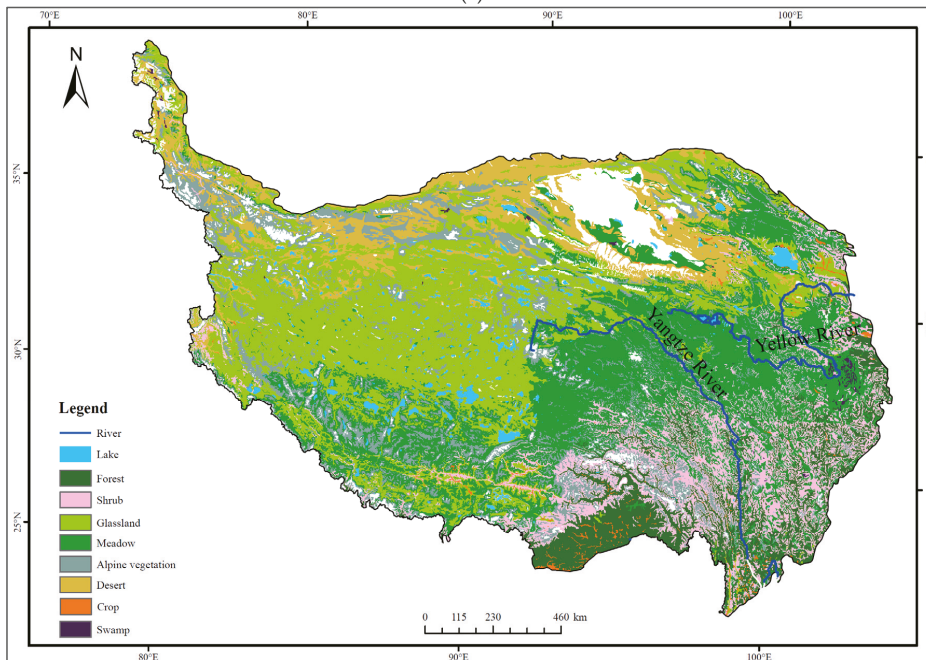 70°E 80°E 90°E 100°E
N
35°N
30°N
25°N
Yangtze River
Yellow River
Legend
River
Lake
Forest
Shrub
Glassland
Meadow
Alpine vegetation
Desert
Crop
Swamp
0 115 230 460 km
80°E 90°E 100°E